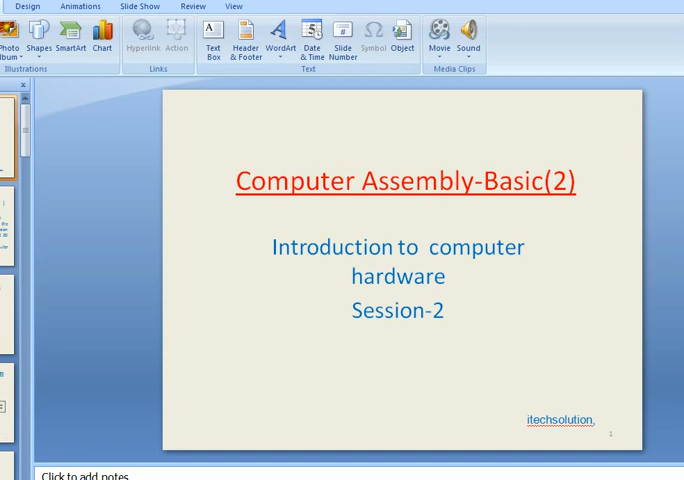 Design Animations Slide Show Review View
Photo Album Shapes SmartArt Chart Hyperlink Action Text Box Header & Footer WordArt Date & Time Slide Number Symbol Object Movie Sound
Illustrations Links Text Media Clips
Computer Assembly-Basic(2)
Introduction to computer
hardware
Session-2
itechsolution,
1
Click to add notes